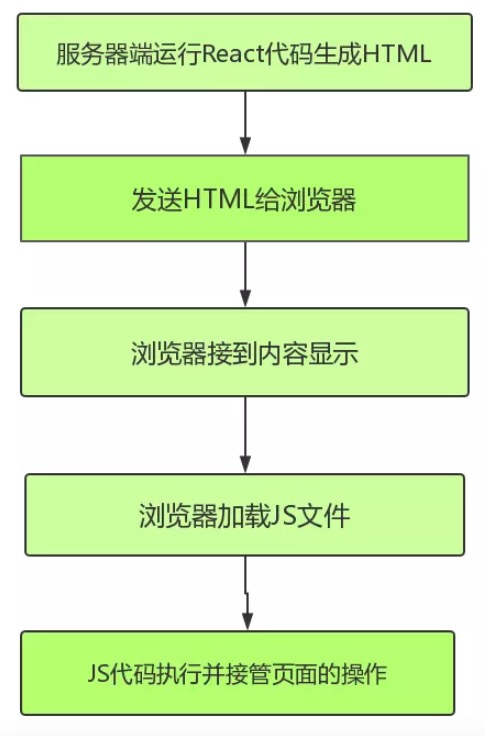 服务器端运行React代码生成HTML
发送HTML给浏览器
浏览器接到内容显示
浏览器加载JS文件
JS代码执行并接管页面的操作